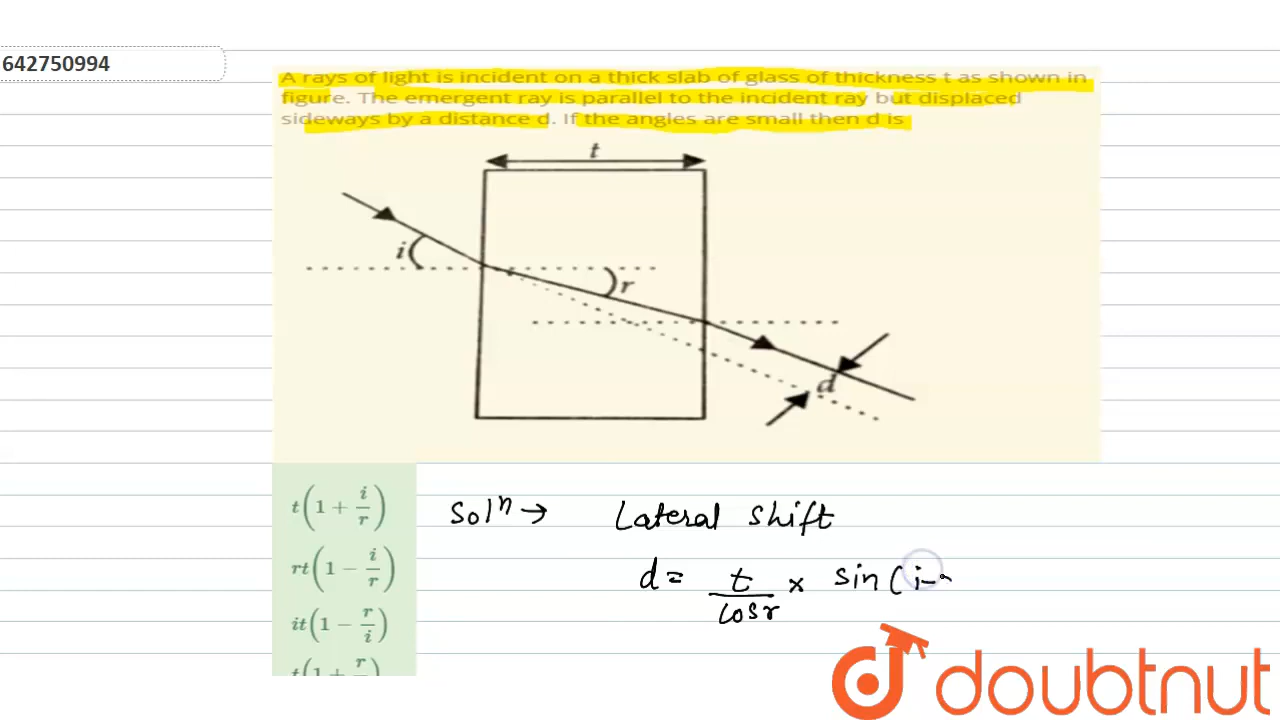 642750994
A rays of light is incident on a thick slab of glass of thickness t as shown in
figure. The emergent ray is parallel to the incident ray but displaced
sideways by a distance d. If the angles are small then d is
t
i
r
d
t(1 + i/r)
rt(1 − i/r)
it(1 − r/i)
t(1 + r/
Solⁿ → Lateral shift
d = t/cosr × sin(i-
doubtnut